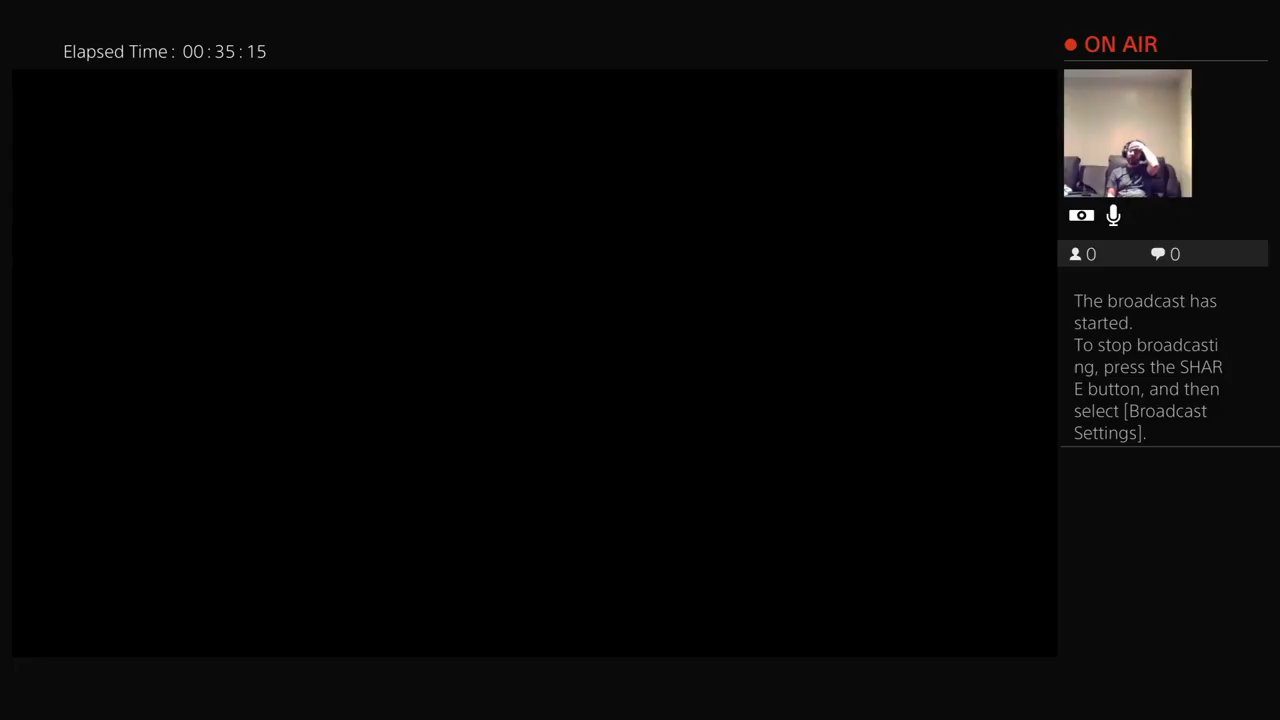 Elapsed Time: 00:35:15
ON AIR
0 0
The broadcast has
started.
To stop broadcasti
ng, press the SHAR
E button, and then
select [Broadcast
Settings].